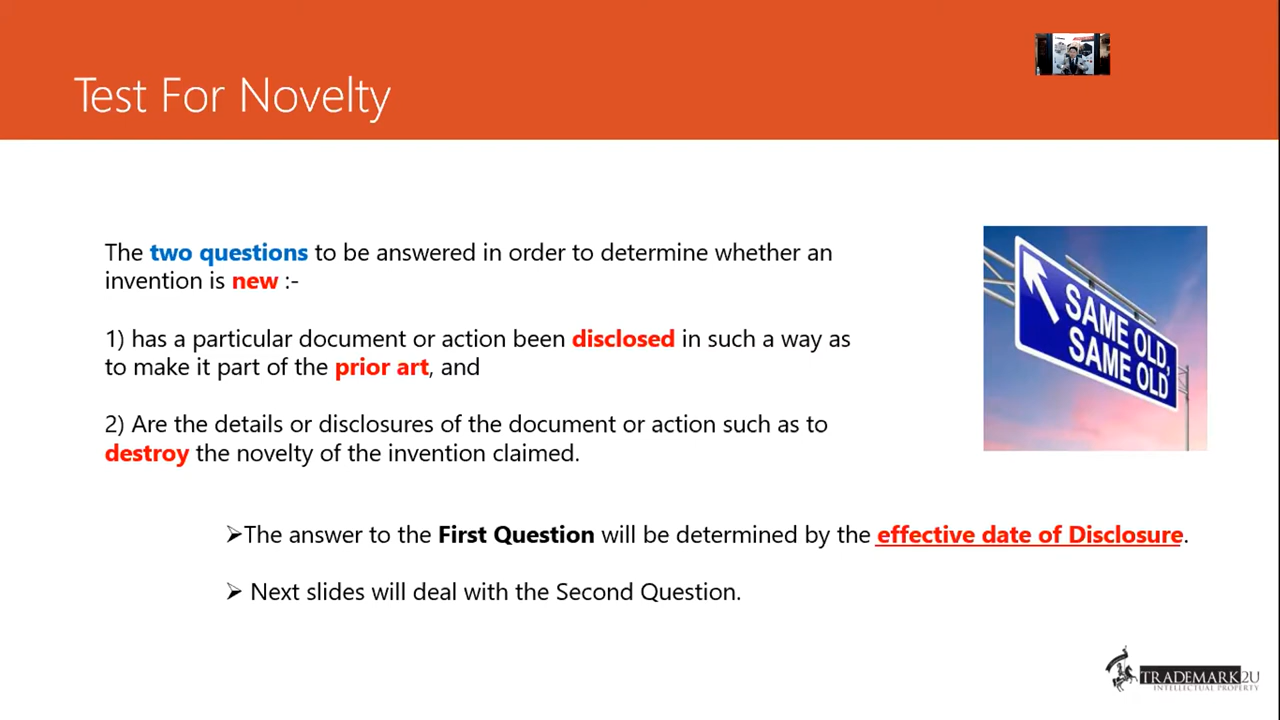 Test For Novelty
The two questions to be answered in order to determine whether an
invention is new :-
1) has a particular document or action been disclosed in such a way as
to make it part of the prior art, and
2) Are the details or disclosures of the document or action such as to
destroy the novelty of the invention claimed.
SAME OLD,
SAME OLD
➢The answer to the First Question will be determined by the effective date of Disclosure.
➢ Next slides will deal with the Second Question.
TRADEMARK2U
INTELLECTUAL PROPERTY